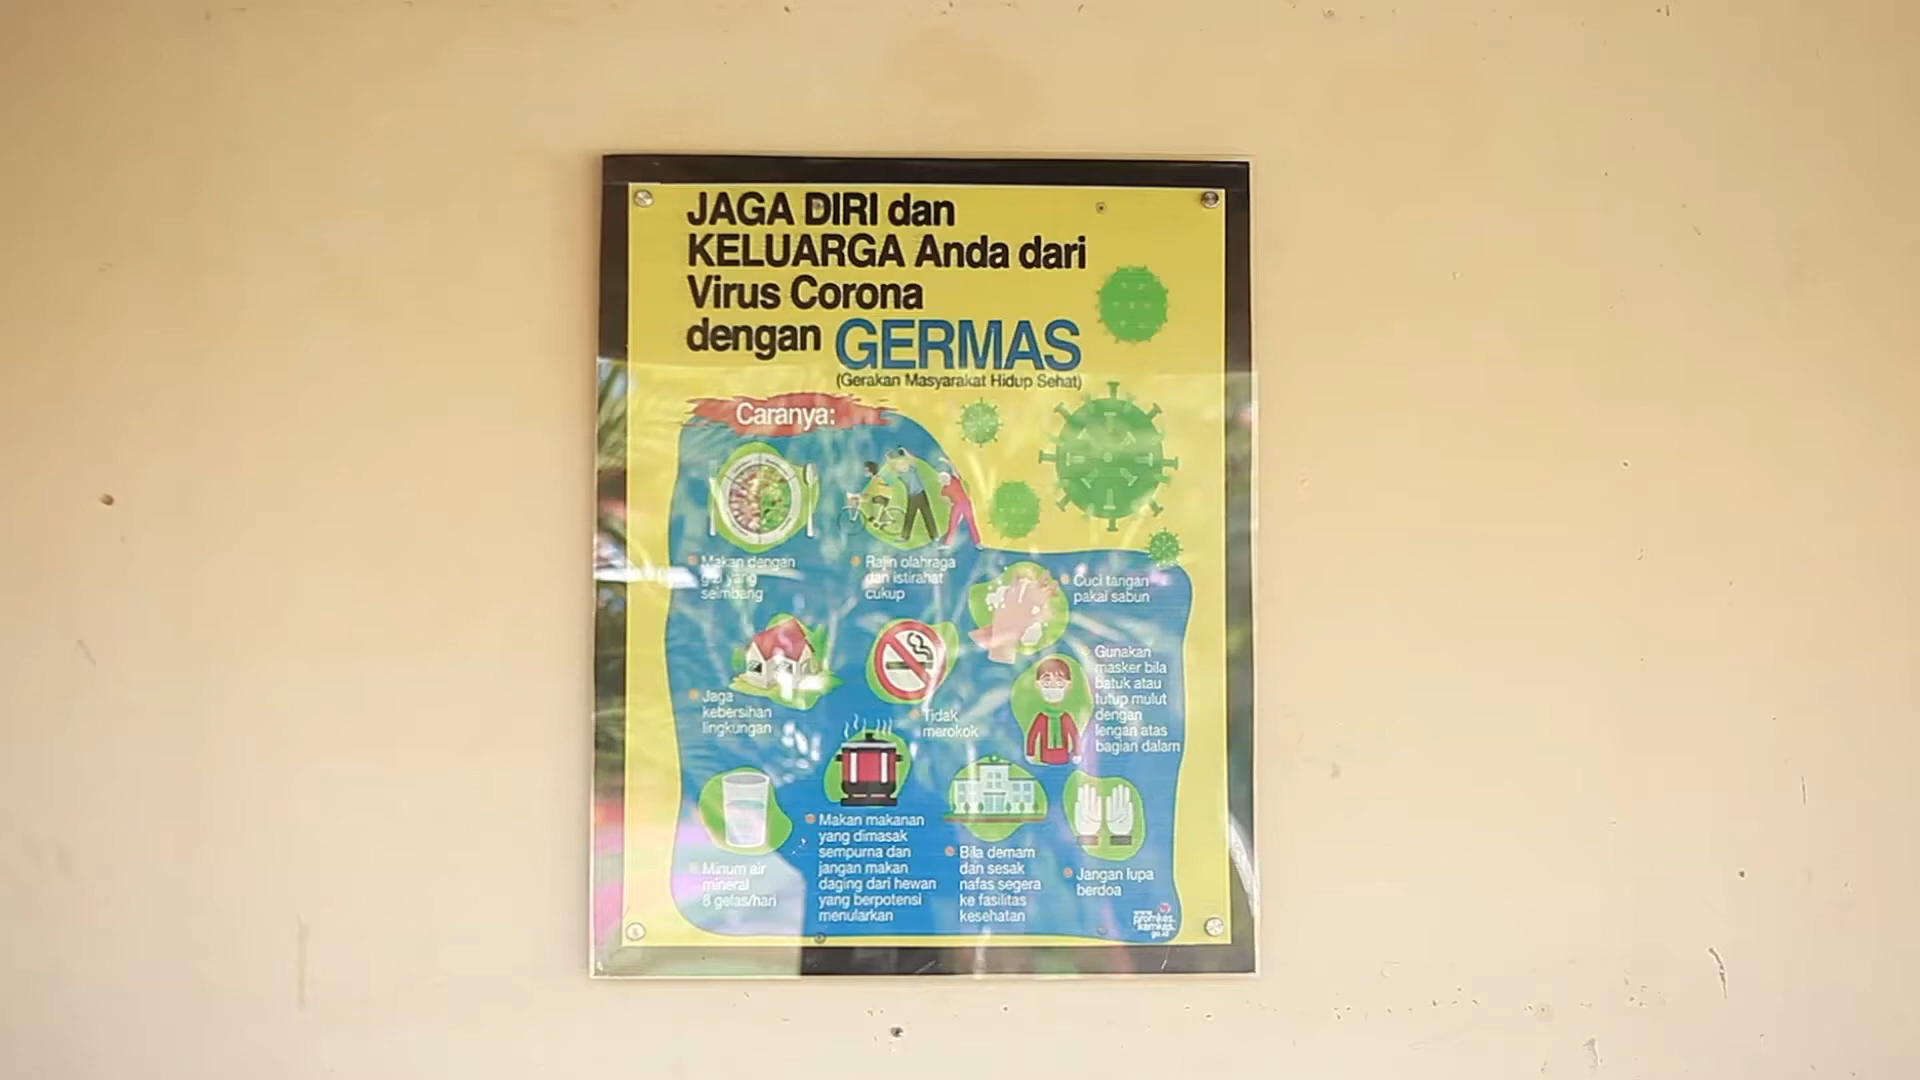 JAGA DIRI dan
KELUARGA Anda dari
Virus Corona
dengan GERMAS
(Gerakan Masyarakat Hidup Sehat)
Caranya:
Makan dengan
gizi yang
seimbang
Rajin olahraga
dan istirahat
cukup
Cuci tangan
pakai sabun
Jaga
kebersihan
lingkungan
Tidak
merokok
Gunakan
masker bila
batuk atau
tutup mulut
dengan
lengan atas
bagian dalam
Minum air
mineral
8 gelas/hari
Makan makanan
yang dimasak
sempurna dan
jangan makan
daging dari hewan
yang berpotensi
menularkan
Bila demam
dan sesak
nafas segera
ke fasilitas
kesehatan
Jangan lupa
berdoa
www.
promkes.
kemkes.
go.id